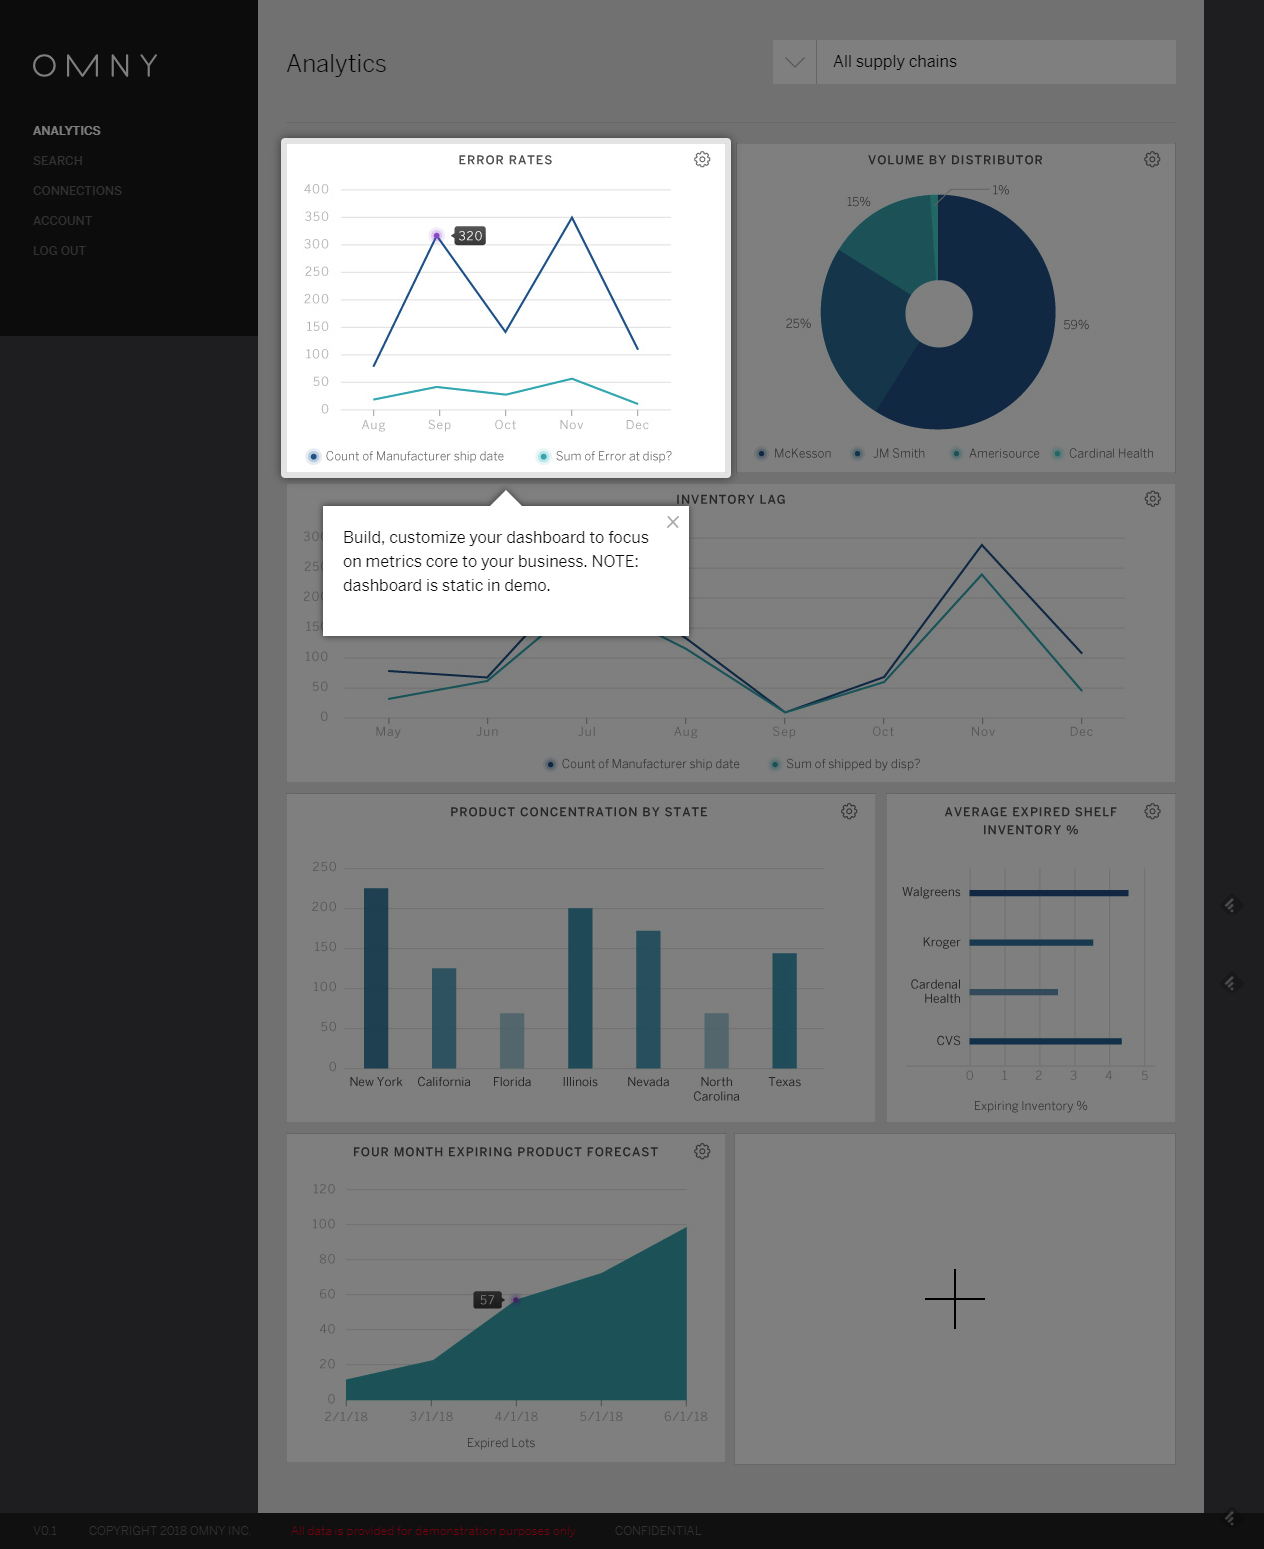 OMNY
ANALYTICS
SEARCH
CONNECTIONS
ACCOUNT
LOG OUT
Analytics
All supply chains
ERROR RATES
400
350
300
250
200
150
100
50
0
320
Aug Sep Oct Nov Dec
Count of Manufacturer ship date Sum of Error at disp?
VOLUME BY DISTRIBUTOR
1%
15%
25%
59%
McKesson JM Smith Amerisource Cardinal Health
Build, customize your dashboard to focus
on metrics core to your business. NOTE:
dashboard is static in demo.
INVENTORY LAG
100
50
0
May Jun Jul Aug Sep Oct Nov Dec
Count of Manufacturer ship date Sum of shipped by disp?
PRODUCT CONCENTRATION BY STATE
250
200
150
100
50
0
New York California Florida Illinois Nevada North Texas
Carolina
AVERAGE EXPIRED SHELF
INVENTORY %
Walgreens
Kroger
Cardenal
Health
CVS
0 1 2 3 4 5
Expiring Inventory %
FOUR MONTH EXPIRING PRODUCT FORECAST
120
100
80
60
40
20
0
57
2/1/18 3/1/18 4/1/18 5/1/18 6/1/18
Expired Lots
V0.1 COPYRIGHT 2018 OMNY INC. All data is provided for demonstration purposes only CONFIDENTIAL